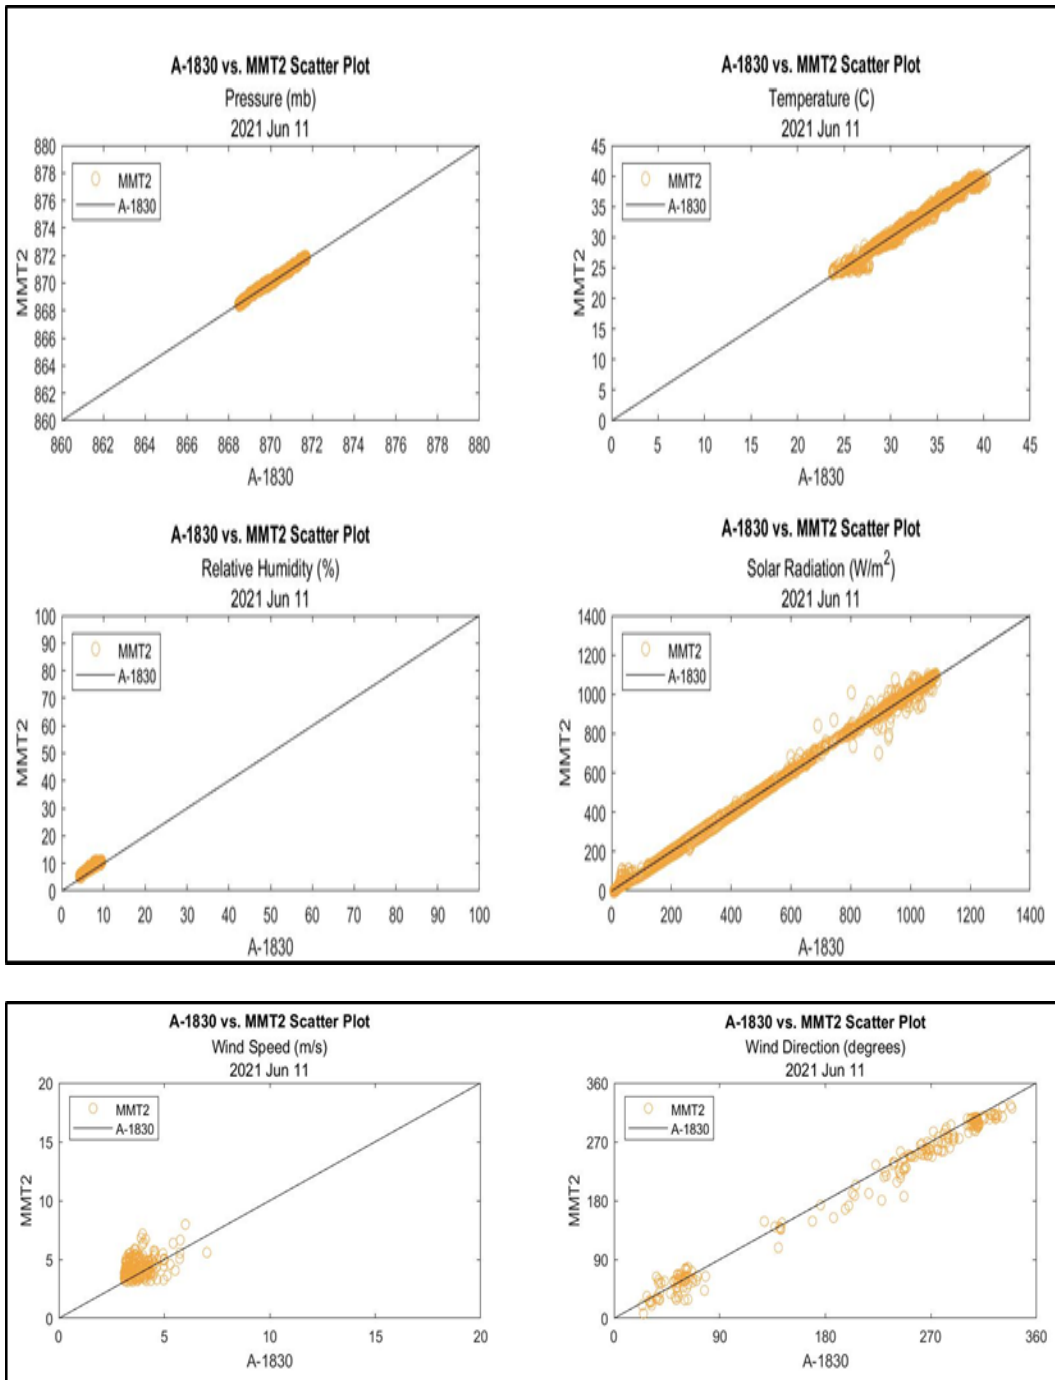 A-1830 vs. MMT2 Scatter Plot
Pressure (mb)
2021 Jun 11
880
878
876
874
872
870
868
866
864
862
860
MMT2
MMT2
A-1830
860 862 864 866 868 870 872 874 876 878 880
A-1830
A-1830 vs. MMT2 Scatter Plot
Temperature (C)
2021 Jun 11
45
40
35
30
25
20
15
10
5
0
MMT2
MMT2
A-1830
0 5 10 15 20 25 30 35 40 45
A-1830
A-1830 vs. MMT2 Scatter Plot
Relative Humidity (%)
2021 Jun 11
100
90
80
70
60
50
40
30
20
10
0
MMT2
MMT2
A-1830
0 10 20 30 40 50 60 70 80 90 100
A-1830
A-1830 vs. MMT2 Scatter Plot
Solar Radiation (W/m²)
2021 Jun 11
1400
1200
1000
800
600
400
200
0
MMT2
MMT2
A-1830
0 200 400 600 800 1000 1200 1400
A-1830
A-1830 vs. MMT2 Scatter Plot
Wind Speed (m/s)
2021 Jun 11
20
15
10
5
0
MMT2
MMT2
A-1830
0 5 10 15 20
A-1830
A-1830 vs. MMT2 Scatter Plot
Wind Direction (degrees)
2021 Jun 11
360
270
180
90
0
MMT2
MMT2
A-1830
0 90 180 270 360
A-1830